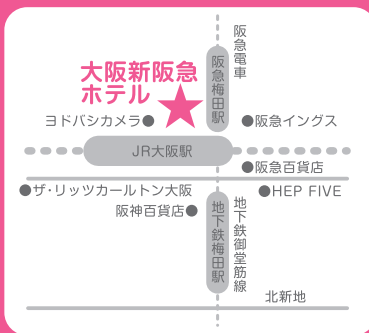 阪急電車
大阪新阪急
ホテル
阪急梅田駅
ヨドバシカメラ●
●阪急イングス
JR大阪駅
●阪急百貨店
●ザ・リッツカールトン大阪
●HEP FIVE
阪神百貨店●
地下鉄梅田駅
地下鉄御堂筋線
北新地